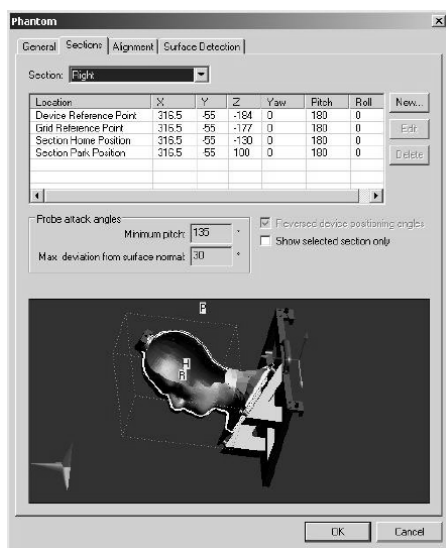 Phantom
General Sections Alignment Surface Detection
Section: Right
Location X Y Z Yaw Pitch Roll New...
Device Reference Point 316.5 -55 -184 0 180 0
Grid Reference Point 316.5 -55 -177 0 180 0 Edit...
Section Home Position 316.5 -55 -130 0 180 0
Section Park Position 316.5 -55 100 0 180 0 Delete
Probe attack angles
Reversed device positioning angles
Minimum pitch: 135 °
Show selected section only
Max. deviation from surface normal: 30 °
P
H
R
OK Cancel